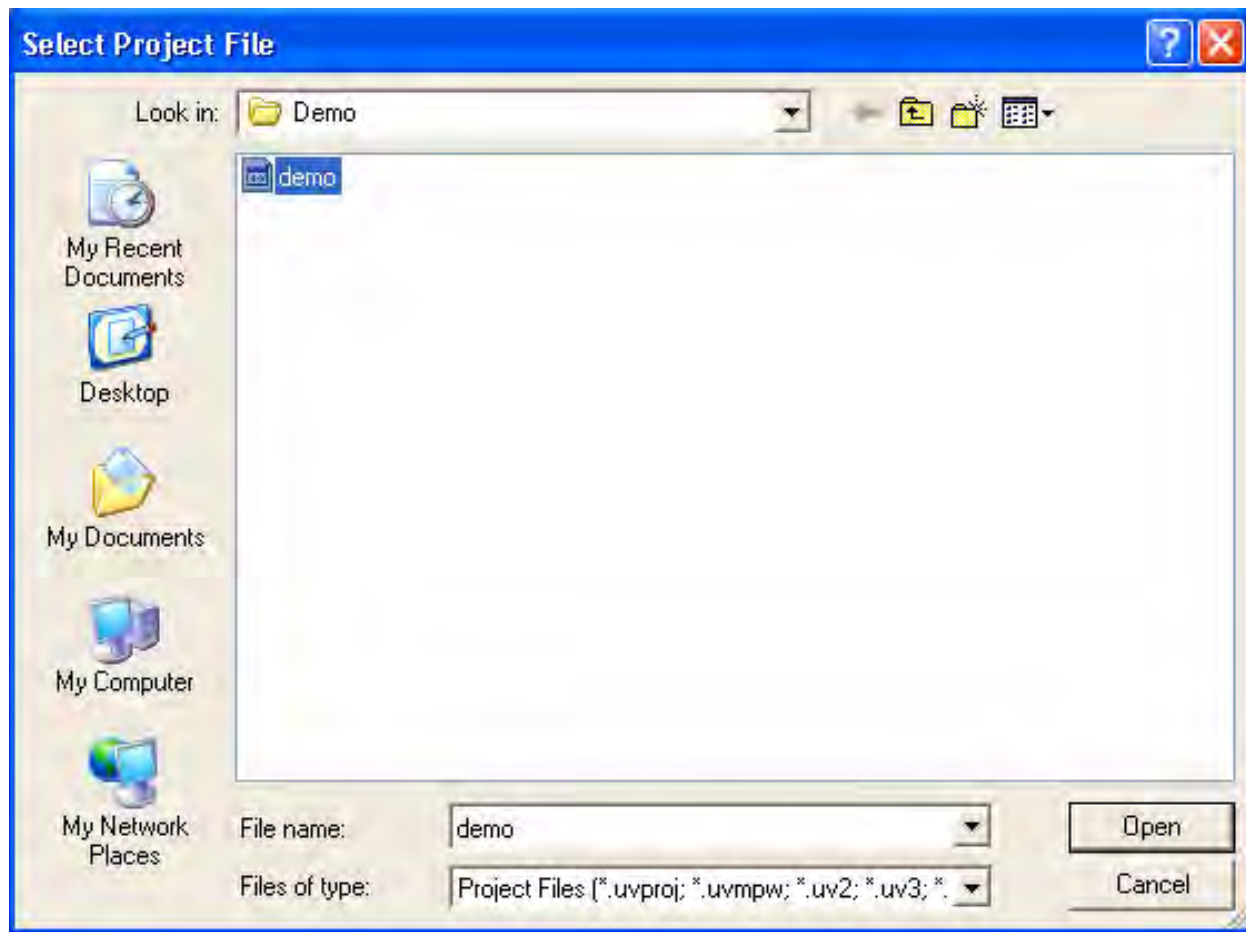 Select Project File
Look in: Demo
demo
My Recent
Documents
Desktop
My Documents
My Computer
My Network
Places
File name: demo Open
Files of type: Project Files (*.uvproj; *.uvmpw; *.uv2; *.uv3; *. Cancel